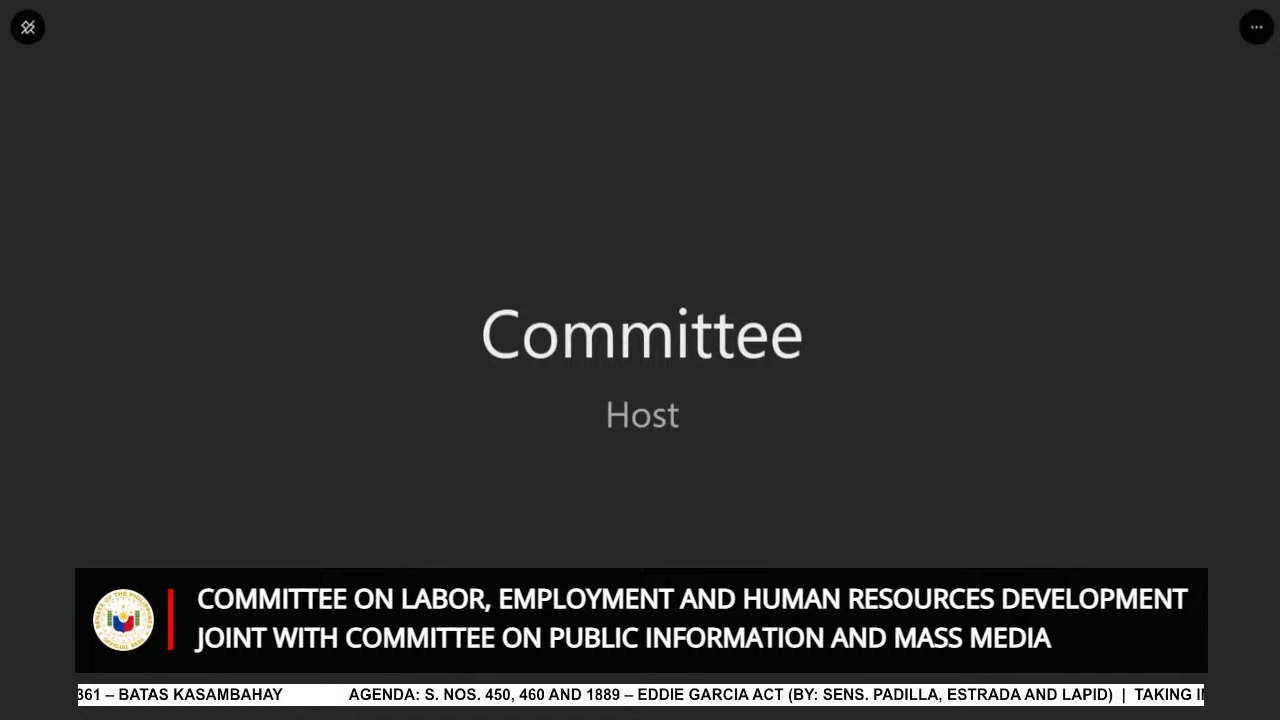 Committee
Host
COMMITTEE ON LABOR, EMPLOYMENT AND HUMAN RESOURCES DEVELOPMENT
JOINT WITH COMMITTEE ON PUBLIC INFORMATION AND MASS MEDIA
361 – BATAS KASAMBAHAY AGENDA: S. NOS. 450, 460 AND 1889 – EDDIE GARCIA ACT (BY: SENS. PADILLA, ESTRADA AND LAPID) | TAKING